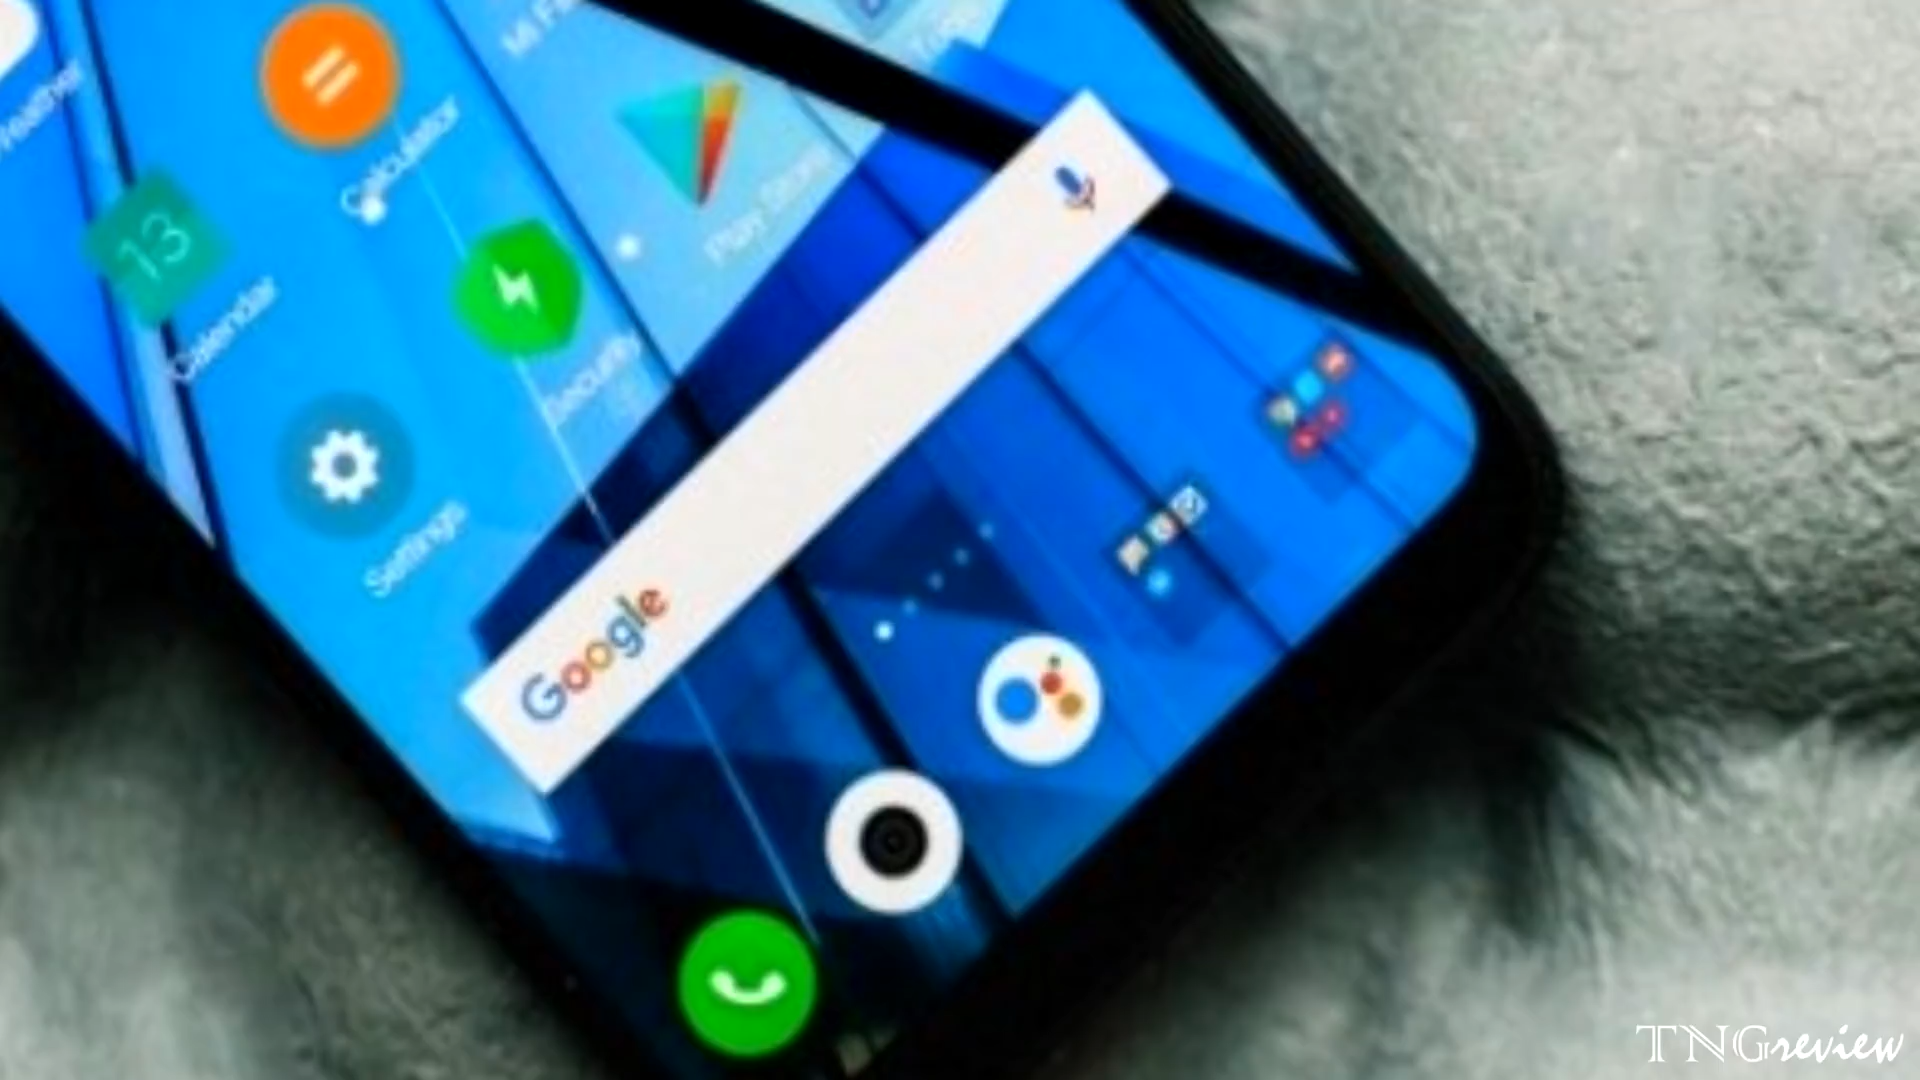 Weather
Calculator
13
Calendar
Play Store
Security
Settings
Google
TNGreview